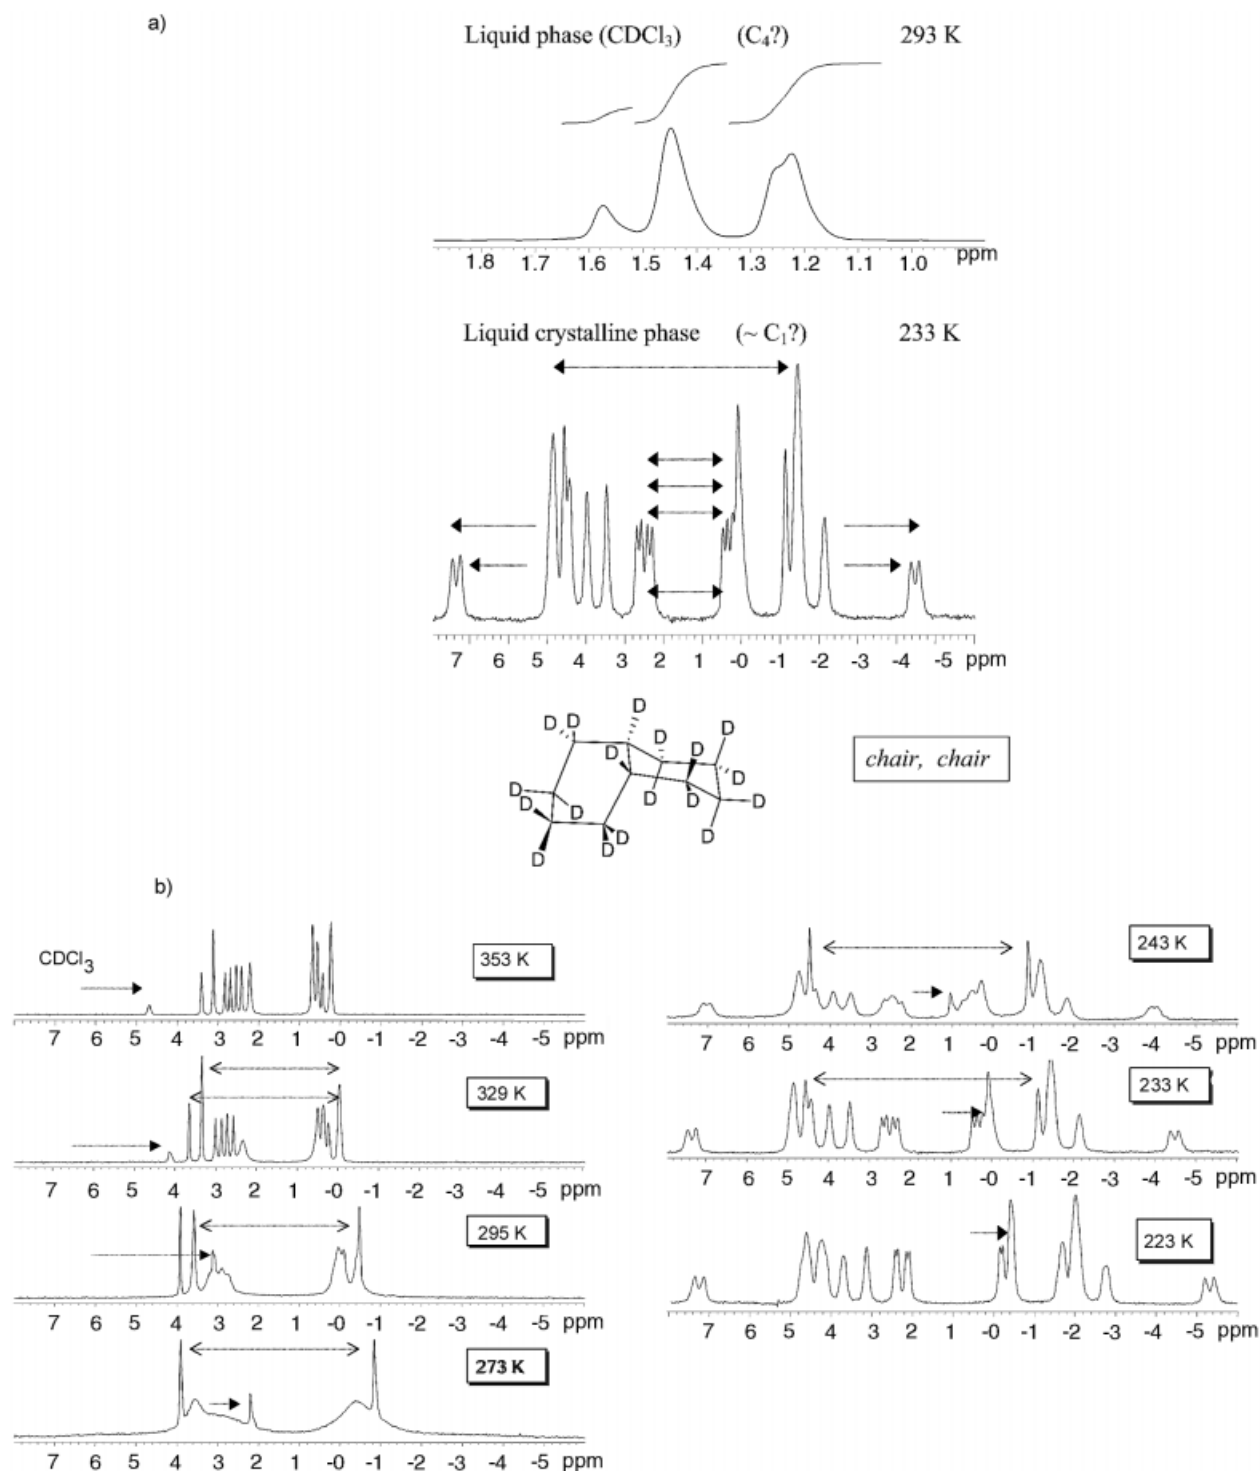 a)
Liquid phase (CDCl3) (C4?) 293 K
1.8 1.7 1.6 1.5 1.4 1.3 1.2 1.1 1.0 ppm
Liquid crystalline phase (~ C1?) 233 K
7 6 5 4 3 2 1 -0 -1 -2 -3 -4 -5 ppm
D D D
D D D D D
D D D D D
D D D D D
chair, chair
b)
CDCl3
353 K
7 6 5 4 3 2 1 -0 -1 -2 -3 -4 -5 ppm
329 K
7 6 5 4 3 2 1 -0 -1 -2 -3 -4 -5 ppm
295 K
7 6 5 4 3 2 1 -0 -1 -2 -3 -4 -5 ppm
273 K
7 6 5 4 3 2 1 -0 -1 -2 -3 -4 -5 ppm
243 K
7 6 5 4 3 2 1 -0 -1 -2 -3 -4 -5 ppm
233 K
7 6 5 4 3 2 1 -0 -1 -2 -3 -4 -5 ppm
223 K
7 6 5 4 3 2 1 -0 -1 -2 -3 -4 -5 ppm